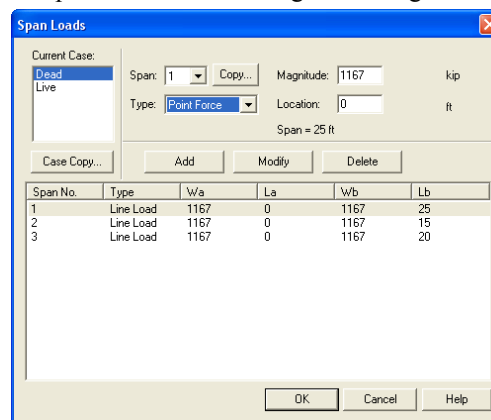 Span Loads
Current Case:
Dead
Live
Span: 1 Copy... Magnitude: 1167 kip
Type: Point Force Location: 0 ft
Span = 25 ft
Case Copy... Add Modify Delete
Span No. Type Wa La Wb Lb
1 Line Load 1167 0 1167 25
2 Line Load 1167 0 1167 15
3 Line Load 1167 0 1167 20
OK Cancel Help